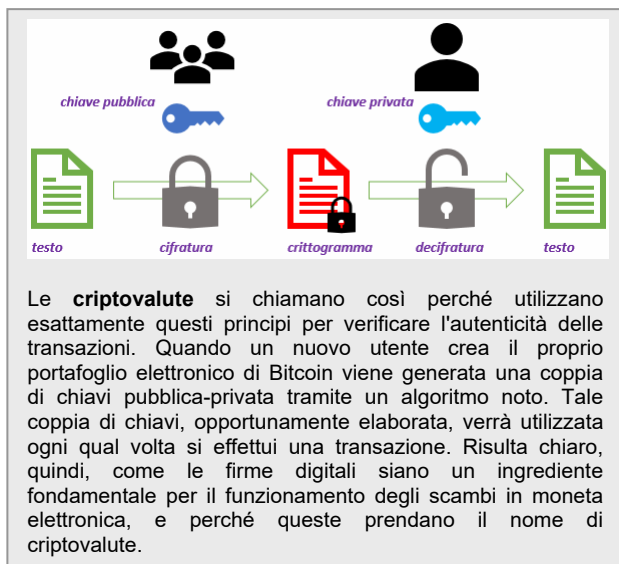 chiave pubblica
chiave privata
testo
cifratura
crittogramma
decifratura
testo
Le criptovalute si chiamano così perché utilizzano
esattamente questi principi per verificare l'autenticità delle
transazioni. Quando un nuovo utente crea il proprio
portafoglio elettronico di Bitcoin viene generata una coppia
di chiavi pubblica-privata tramite un algoritmo noto. Tale
coppia di chiavi, opportunamente elaborata, verrà utilizzata
ogni qual volta si effettui una transazione. Risulta chiaro,
quindi, come le firme digitali siano un ingrediente
fondamentale per il funzionamento degli scambi in moneta
elettronica, e perché queste prendano il nome di
criptovalute.